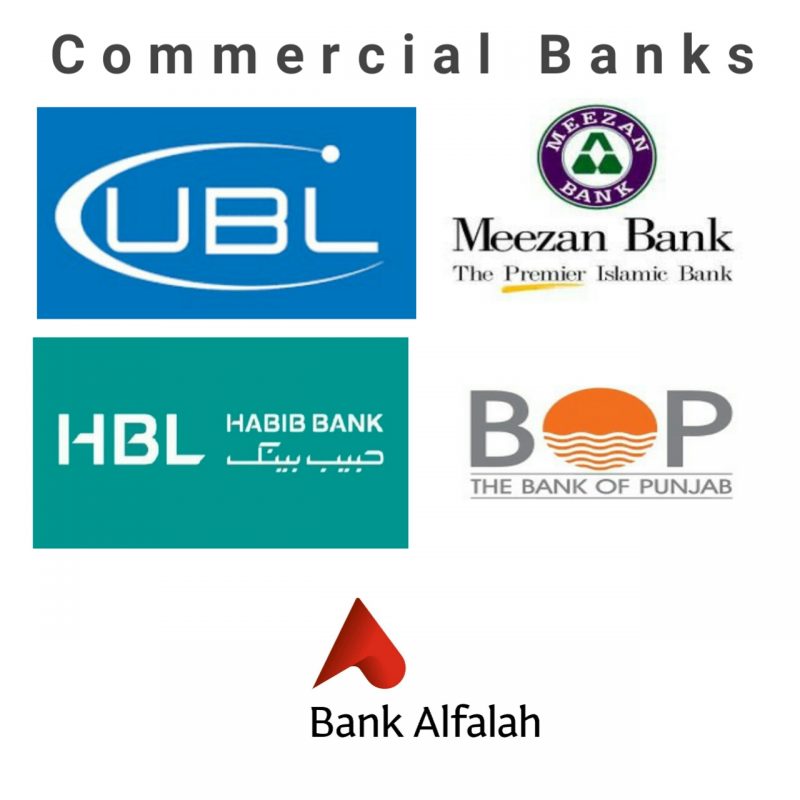 Commercial Banks
UBL
MEEZAN
BANK
Meezan Bank
The Premier Islamic Bank
HBL
HABIB BANK
حبیب بینک
BOP
THE BANK OF PUNJAB
Bank Alfalah